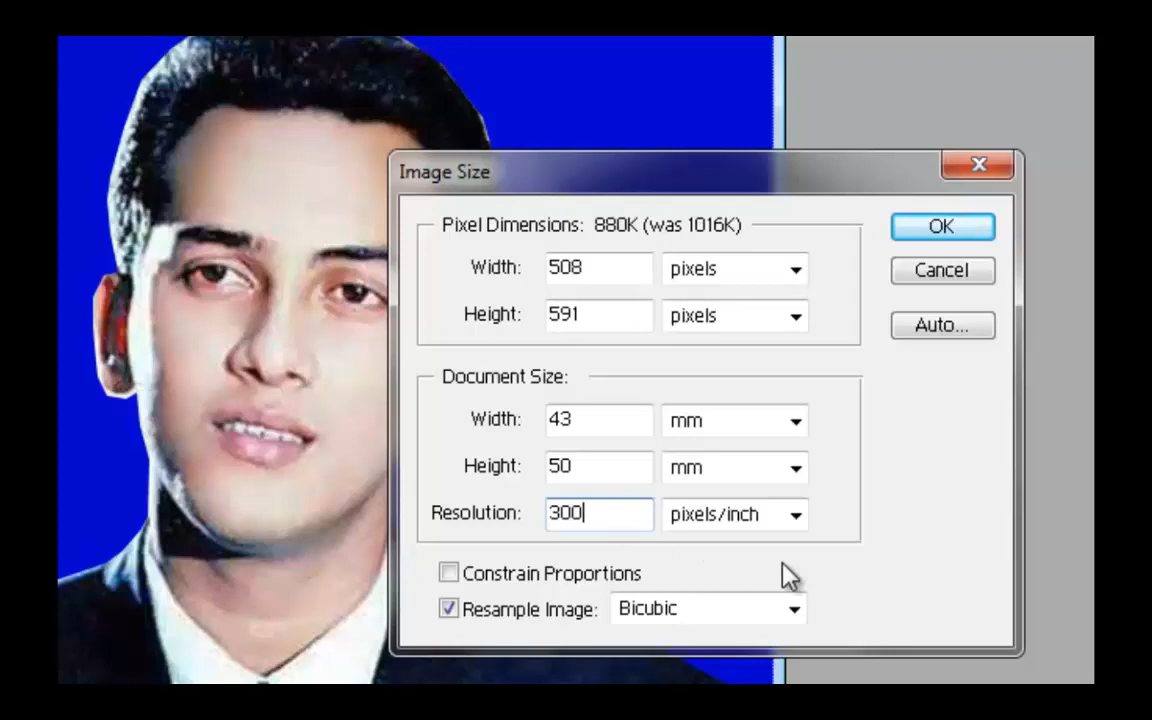 Image Size
Pixel Dimensions: 880K (was 1016K)
OK
Width: 508 pixels
Cancel
Height: 591 pixels
Auto...
Document Size:
Width: 43 mm
Height: 50 mm
Resolution: 300 pixels/inch
Constrain Proportions
Resample Image: Bicubic